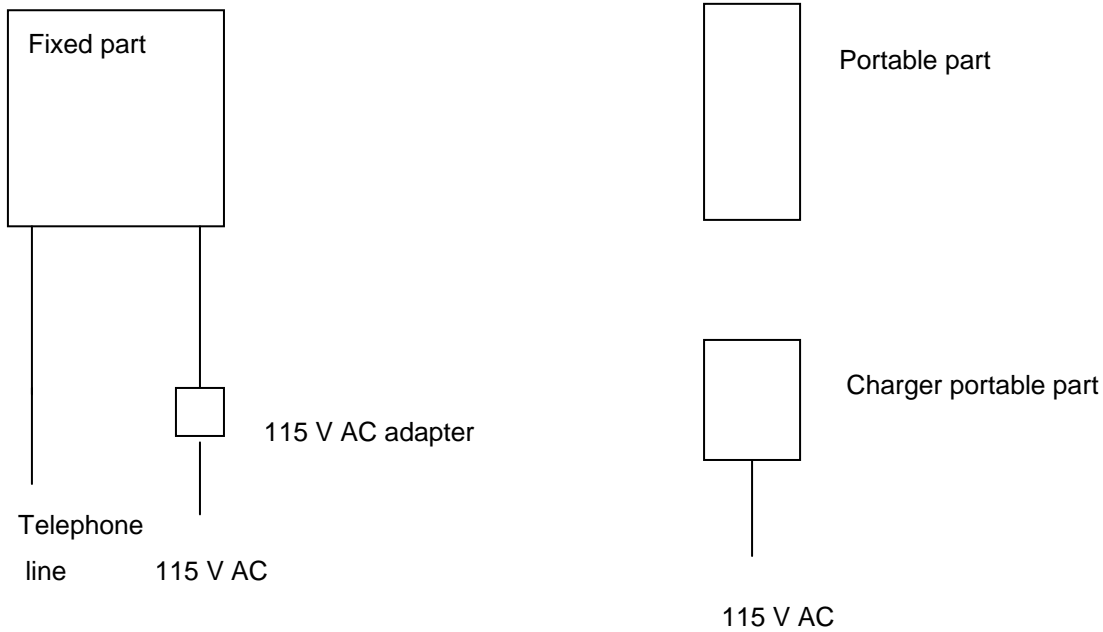 Fixed part
Portable part
Charger portable part
115 V AC adapter
Telephone
line
115 V AC
115 V AC